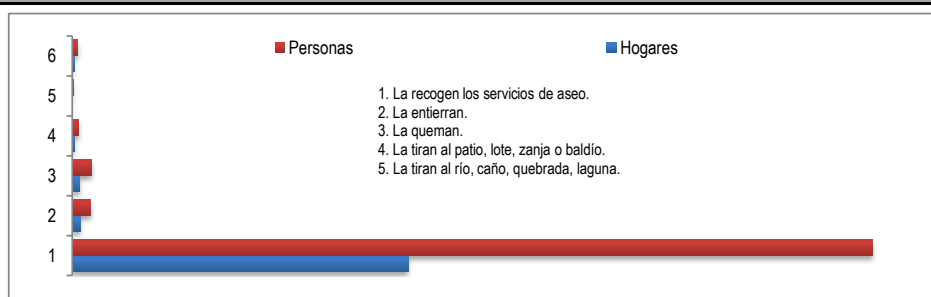 Personas
Hogares
6
5
4
3
2
1
1. La recogen los servicios de aseo.
2. La entierran.
3. La queman.
4. La tiran al patio, lote, zanja o baldío.
5. La tiran al río, caño, quebrada, laguna.